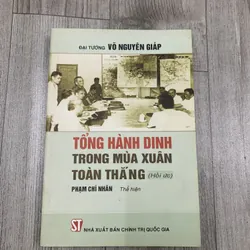 ĐẠI TƯỚNG VÕ NGUYÊN GIÁP
TỔNG HÀNH DINH
TRONG MÙA XUÂN
TOÀN THẮNG (Hồi ức)
PHẠM CHÍ NHÂN Thể hiện
ST NHÀ XUẤT BẢN CHÍNH TRỊ QUỐC GIA